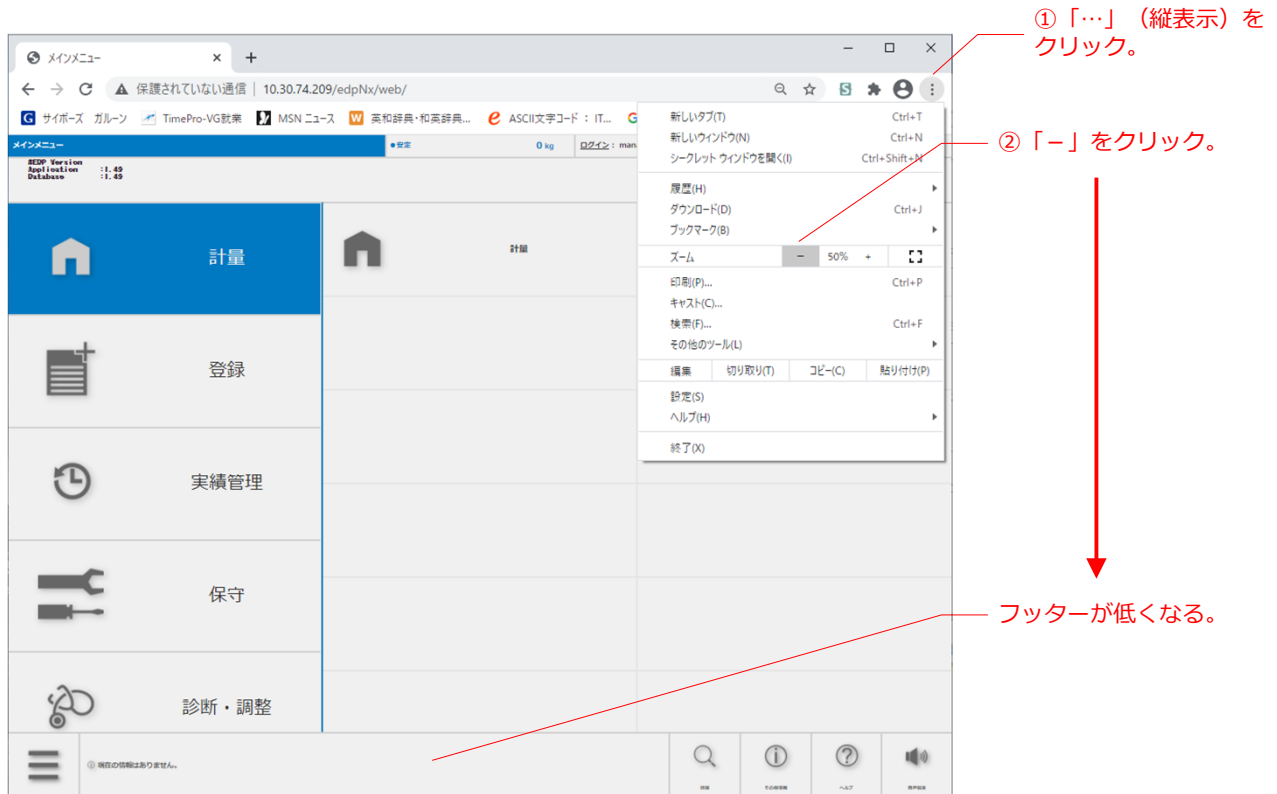 ①「…」（縦表示）を
クリック。
メインメニュー
保護されていない通信 | 10.30.74.209/edpNx/web/
サイボーズ ガルーン
TimePro-VG就業
MSN ニュース
英和辞典・和英辞典...
ASCII文字コード : IT...
メインメニュー
●安定
0 kg
ログイン : man
②「－」をクリック。
Application :1.49
Database :1.49
新しいタブ(T) Ctrl+T
新しいウィンドウ(N) Ctrl+N
シークレット ウィンドウを開く(I) Ctrl+Shift+N
履歴(H)
ダウンロード(D) Ctrl+J
ブックマーク(B)
ズーム － 50% +
印刷(P)... Ctrl+P
キャスト(C)...
検索(F)... Ctrl+F
その他のツール(L)
編集 切り取り(T) コピー(C) 貼り付け(P)
設定(S)
ヘルプ(H)
終了(X)
計量
計量
登録
実績管理
保守
診断・調整
フッターが低くなる。
現在の情報はありません。
ヘルプ